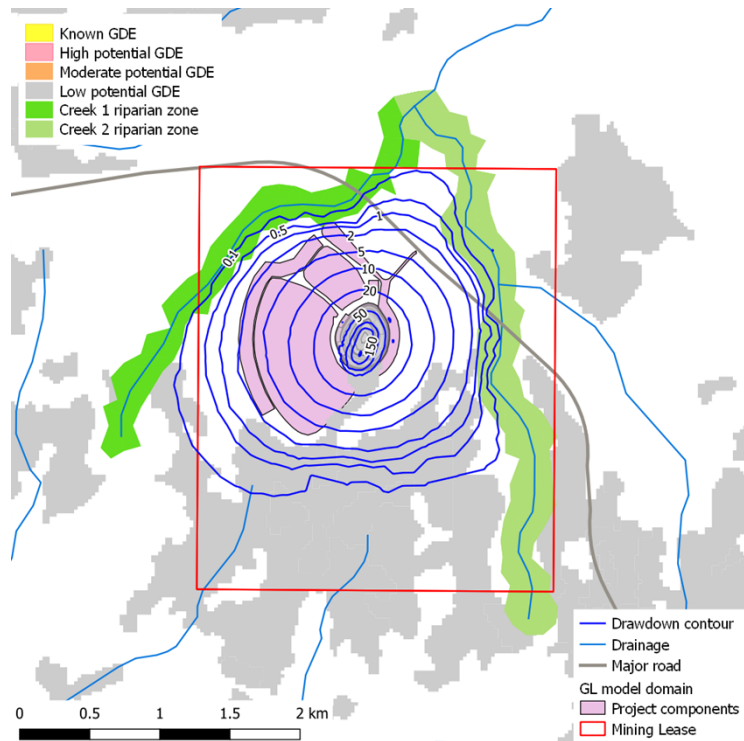 Known GDE
High potential GDE
Moderate potential GDE
Low potential GDE
Creek 1 riparian zone
Creek 2 riparian zone
0.1
0.5
1
2
5
10
20
50
150
Drawdown contour
Drainage
Major road
GL model domain
Project components
Mining Lease
0 0.5 1 1.5 2 km